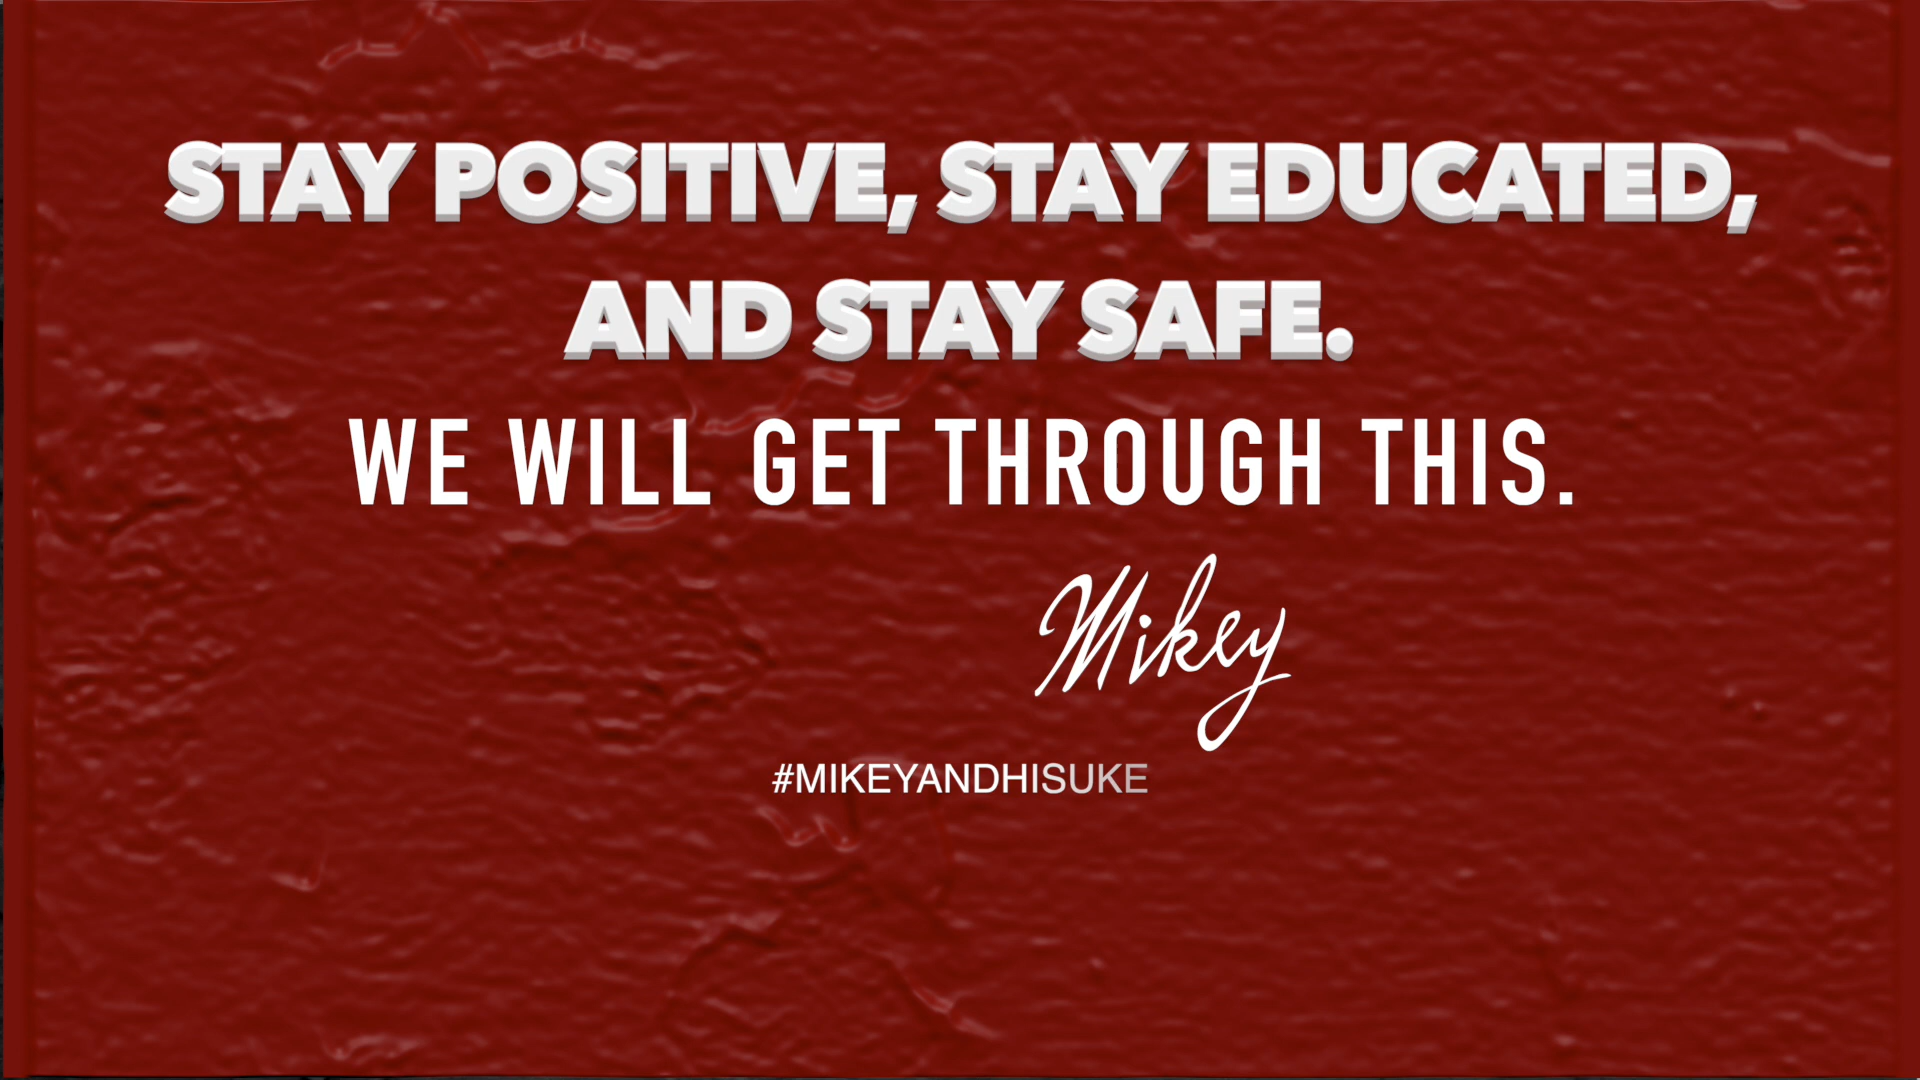 STAY POSITIVE, STAY EDUCATED,
AND STAY SAFE.
WE WILL GET THROUGH THIS.
Mikey
#MIKEYANDHISUKE